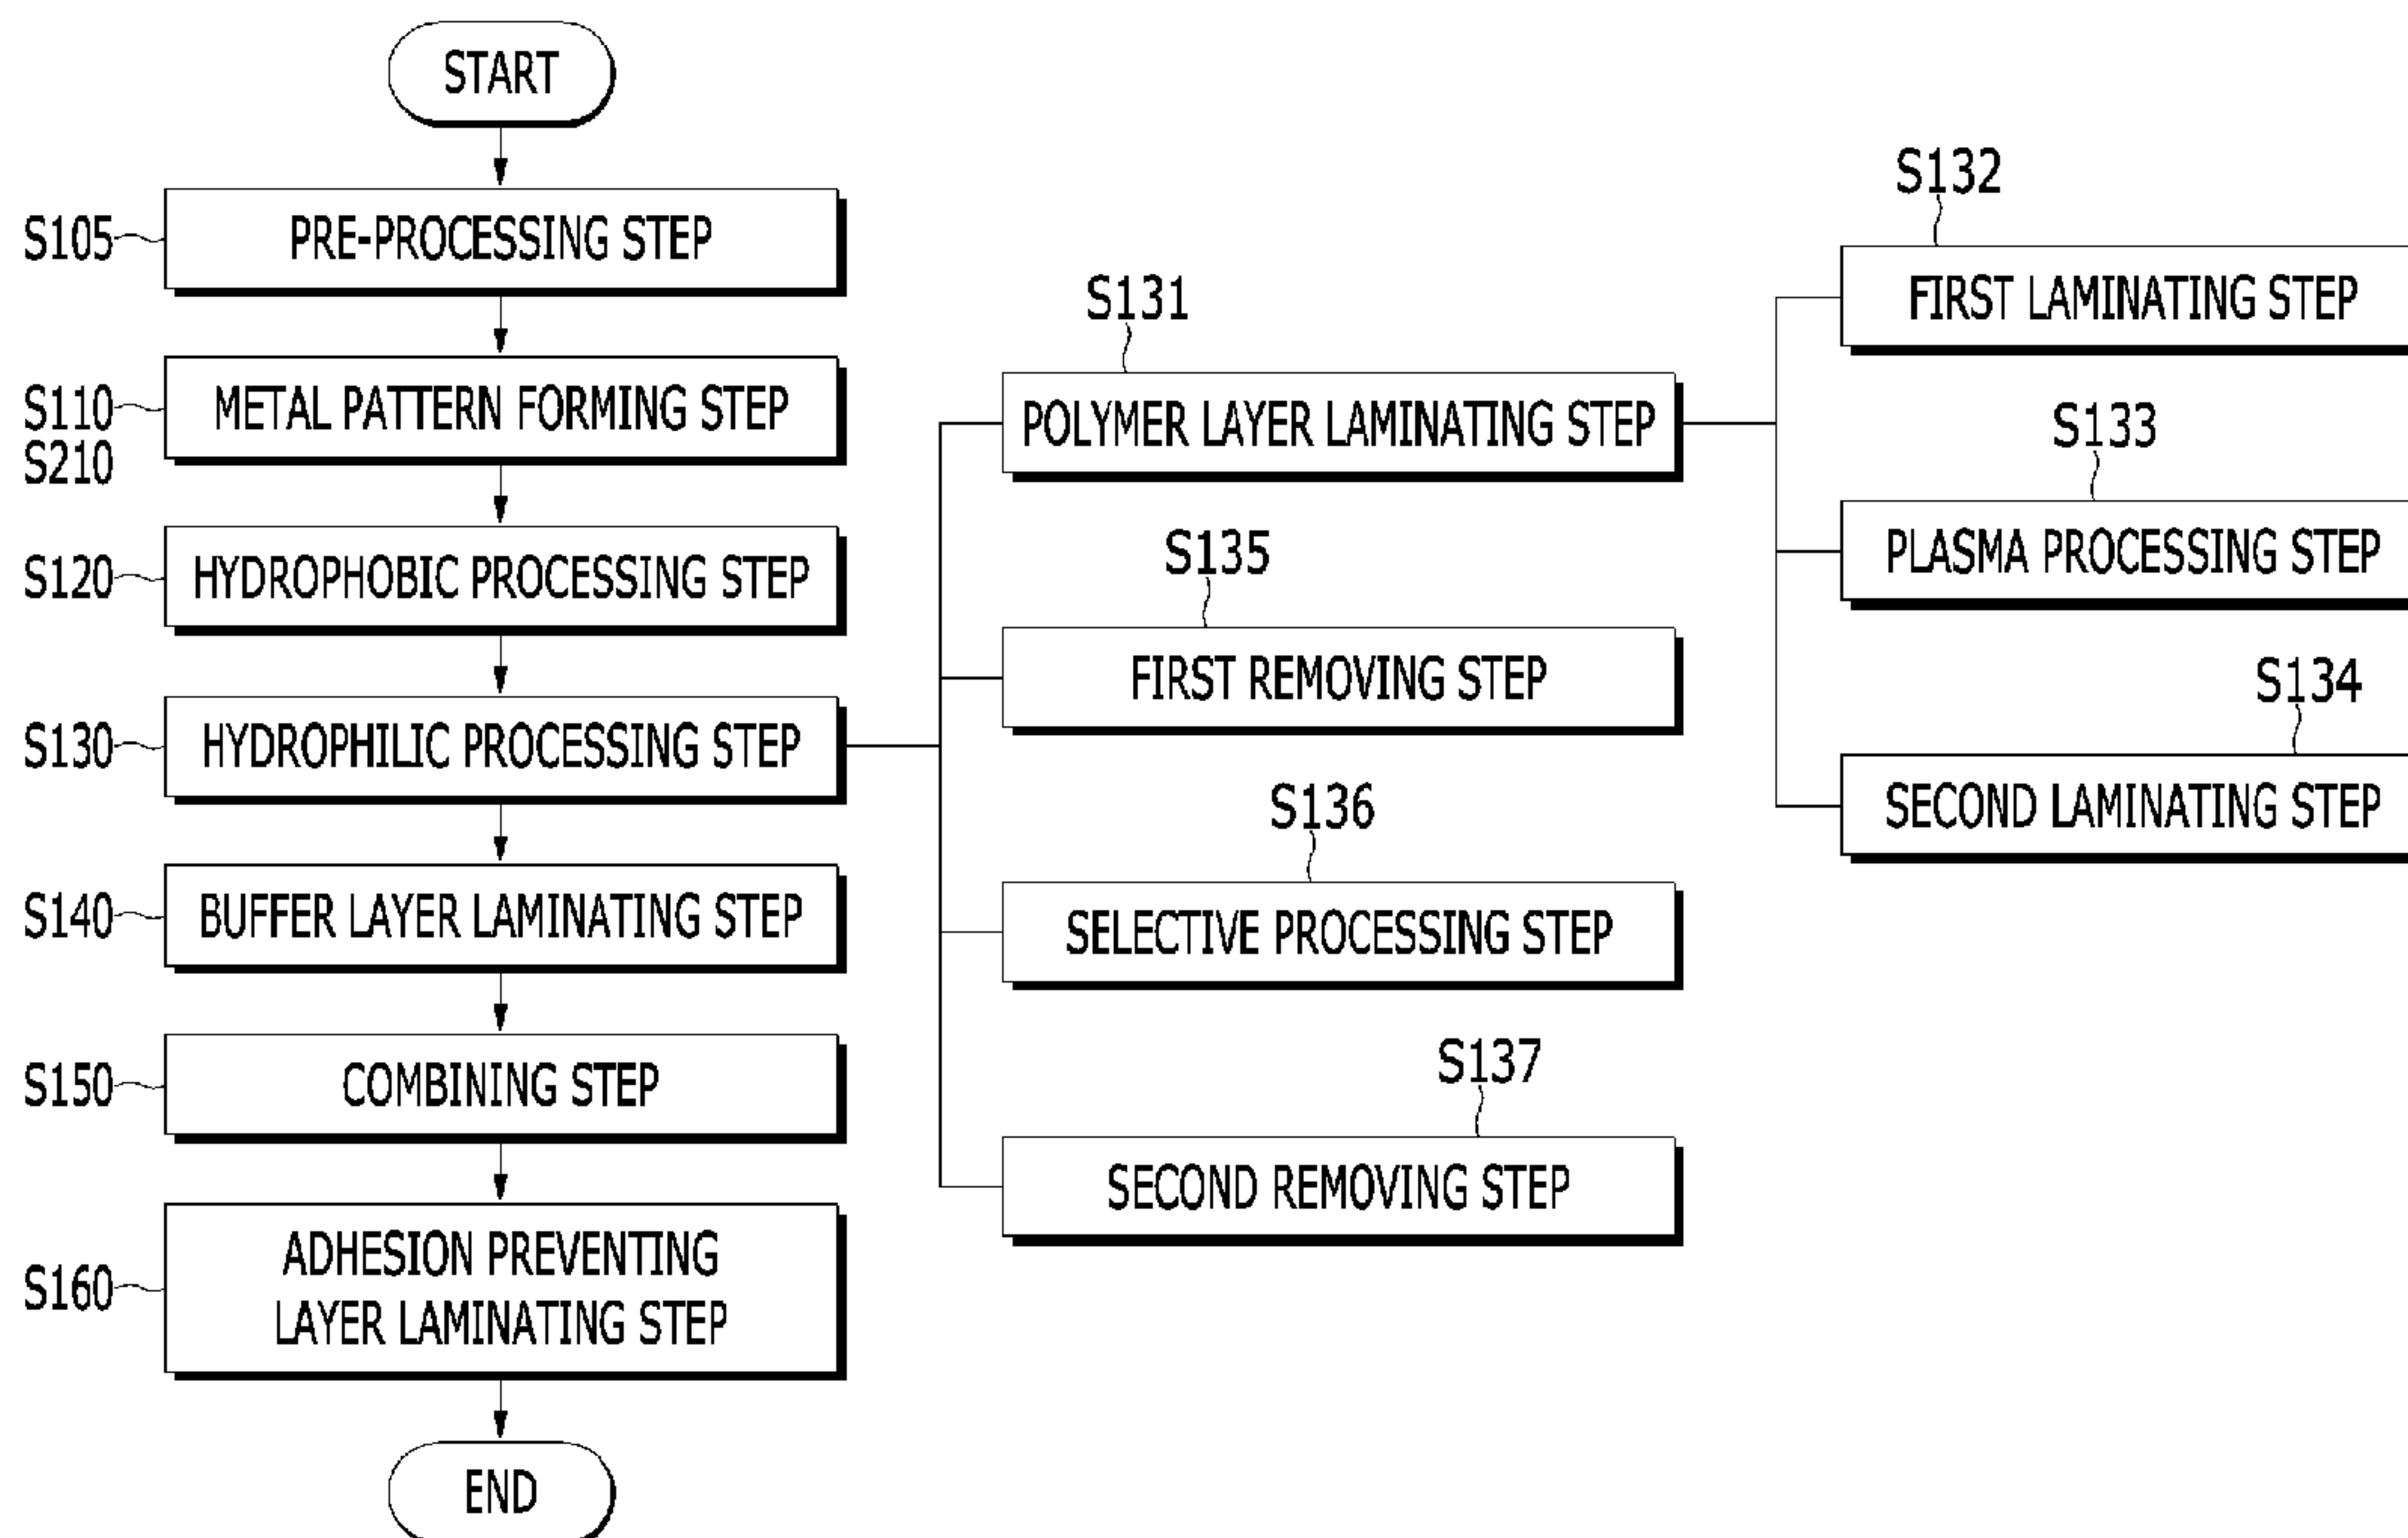 START
S105
PRE-PROCESSING STEP
S110
S210
METAL PATTERN FORMING STEP
S120
HYDROPHOBIC PROCESSING STEP
S130
HYDROPHILIC PROCESSING STEP
S140
BUFFER LAYER LAMINATING STEP
S150
COMBINING STEP
S160
ADHESION PREVENTING
LAYER LAMINATING STEP
END
S131
POLYMER LAYER LAMINATING STEP
S135
FIRST REMOVING STEP
S136
SELECTIVE PROCESSING STEP
S137
SECOND REMOVING STEP
S132
FIRST LAMINATING STEP
S133
PLASMA PROCESSING STEP
S134
SECOND LAMINATING STEP